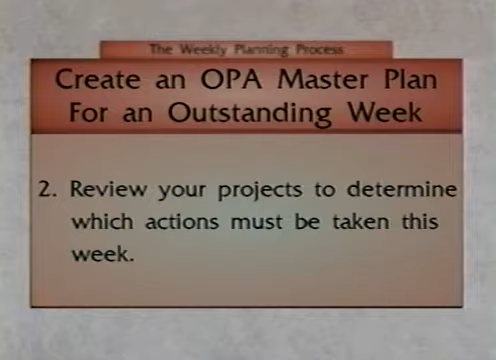 The Weekly Planning Process
Create an OPA Master Plan
For an Outstanding Week
2. Review your projects to determine
which actions must be taken this
week.